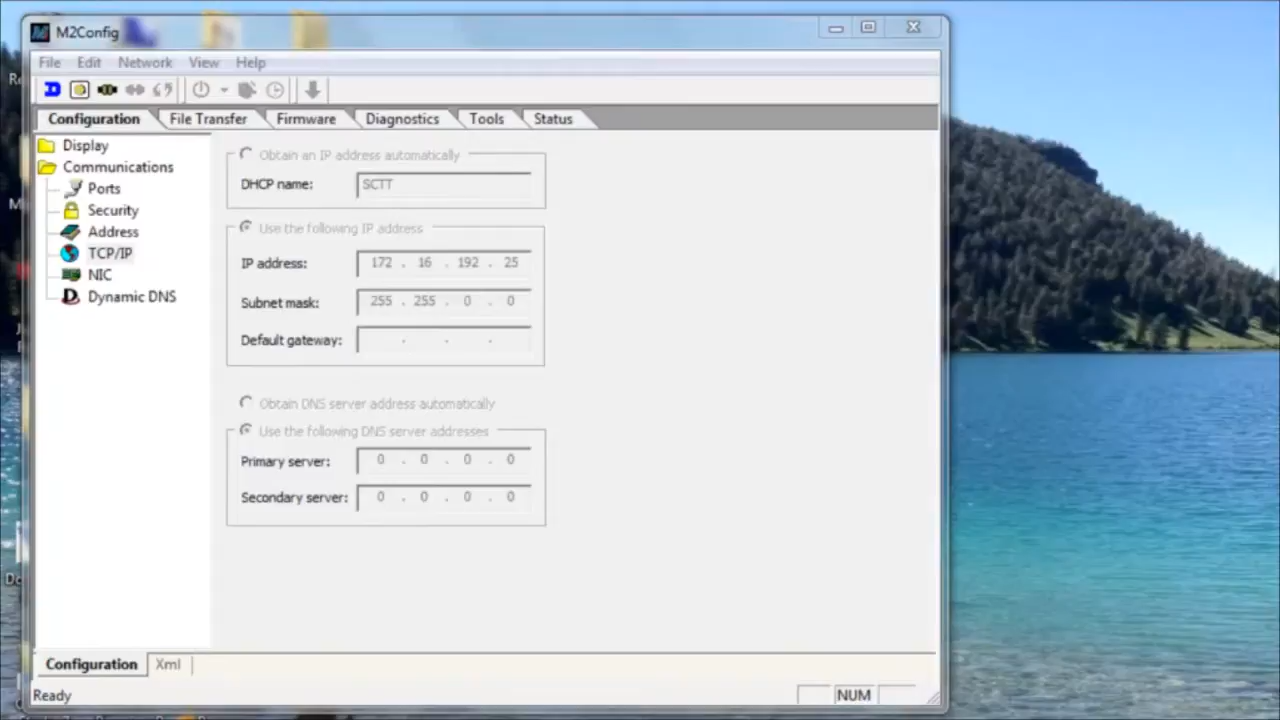 M2Config
File Edit Network View Help
Configuration File Transfer Firmware Diagnostics Tools Status
Display
Communications
Ports
Security
Address
TCP/IP
NIC
Dynamic DNS
Obtain an IP address automatically
DHCP name: SCTT
Use the following IP address
IP address: 172 . 16 . 192 . 25
Subnet mask: 255 . 255 . 0 . 0
Default gateway: . . .
Obtain DNS server address automatically
Use the following DNS server addresses
Primary server: 0 . 0 . 0 . 0
Secondary server: 0 . 0 . 0 . 0
Configuration Xml
Ready NUM